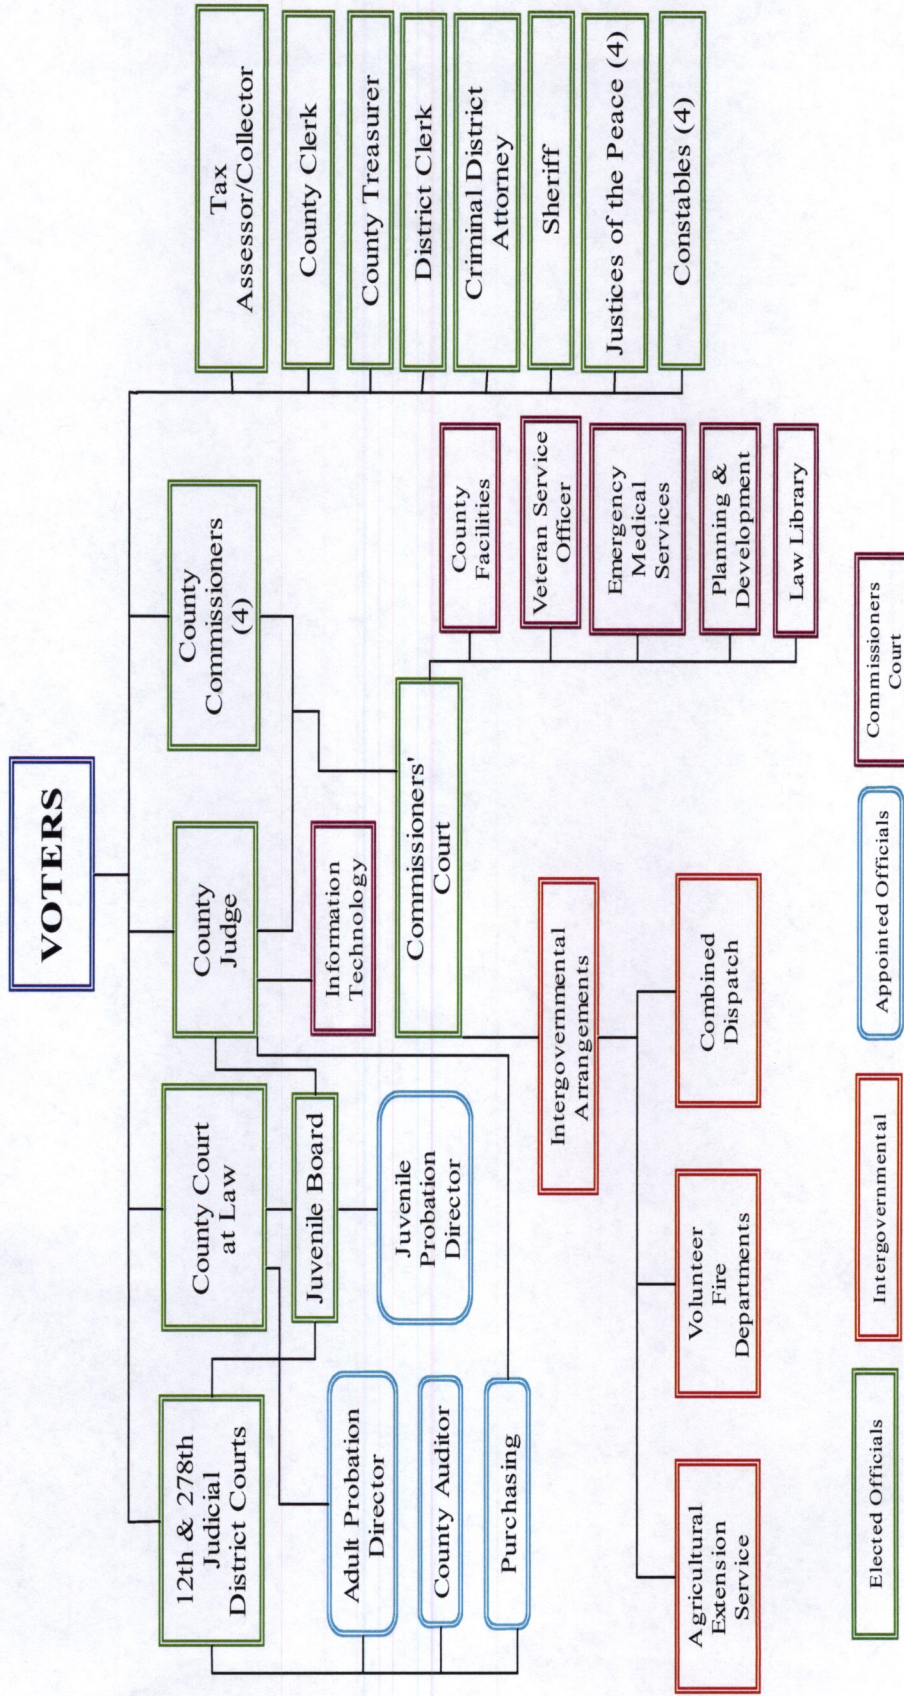 VOTERS
12th & 278th
Judicial
District Courts
County Court
at Law
County
Judge
County
Commissioners
(4)
Tax
Assessor/Collector
County Clerk
County Treasurer
District Clerk
Criminal District
Attorney
Sheriff
Justices of the Peace (4)
Constables (4)
Juvenile Board
Information
Technology
Adult Probation
Director
County Auditor
Purchasing
Juvenile
Probation
Director
Commissioners'
Court
County
Facilities
Veteran Service
Officer
Emergency
Medical
Services
Planning &
Development
Law Library
Intergovernmental
Arrangements
Agricultural
Extension
Service
Volunteer
Fire
Departments
Combined
Dispatch
Elected Officials
Intergovernmental
Appointed Officials
Commissioners
Court